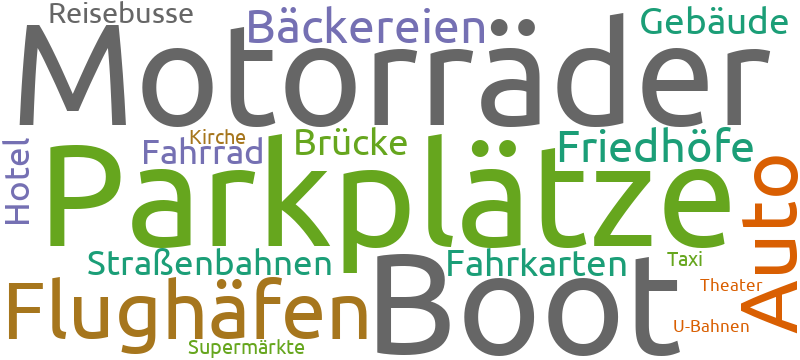 Reisebusse
Bäckereien
Gebäude
Motorräder
Kirche
Hotel
Fahrrad
Brücke
Friedhöfe
Parkplätze
Auto
Straßenbahnen
Boot
Fahrkarten
Taxi
Flughäfen
Theater
U-Bahnen
Supermärkte